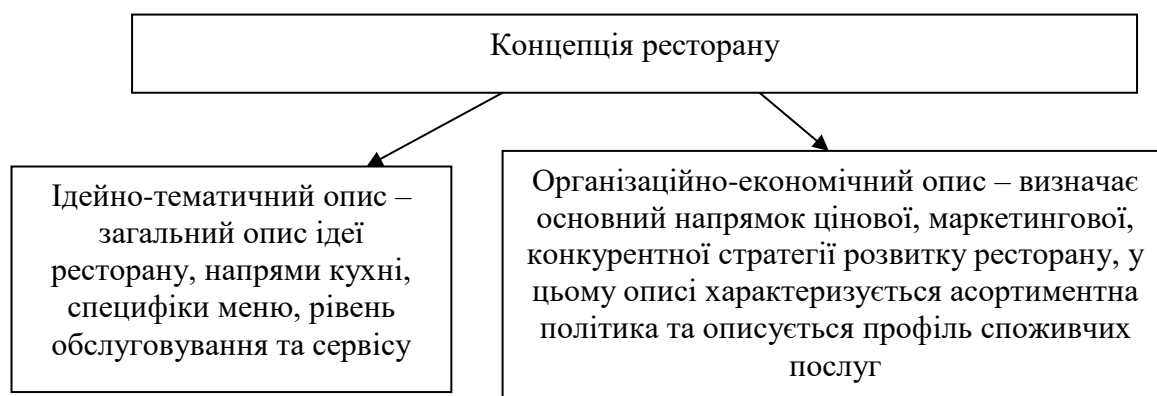 Концепція ресторану
Ідейно-тематичний опис –
загальний опис ідеї
ресторану, напрями кухні,
специфіки меню, рівень
обслуговування та сервісу
Організаційно-економічний опис – визначає
основний напрямок цінової, маркетингової,
конкурентної стратегії розвитку ресторану, у
цьому описі характеризується асортиментна
політика та описується профіль споживчих
послуг